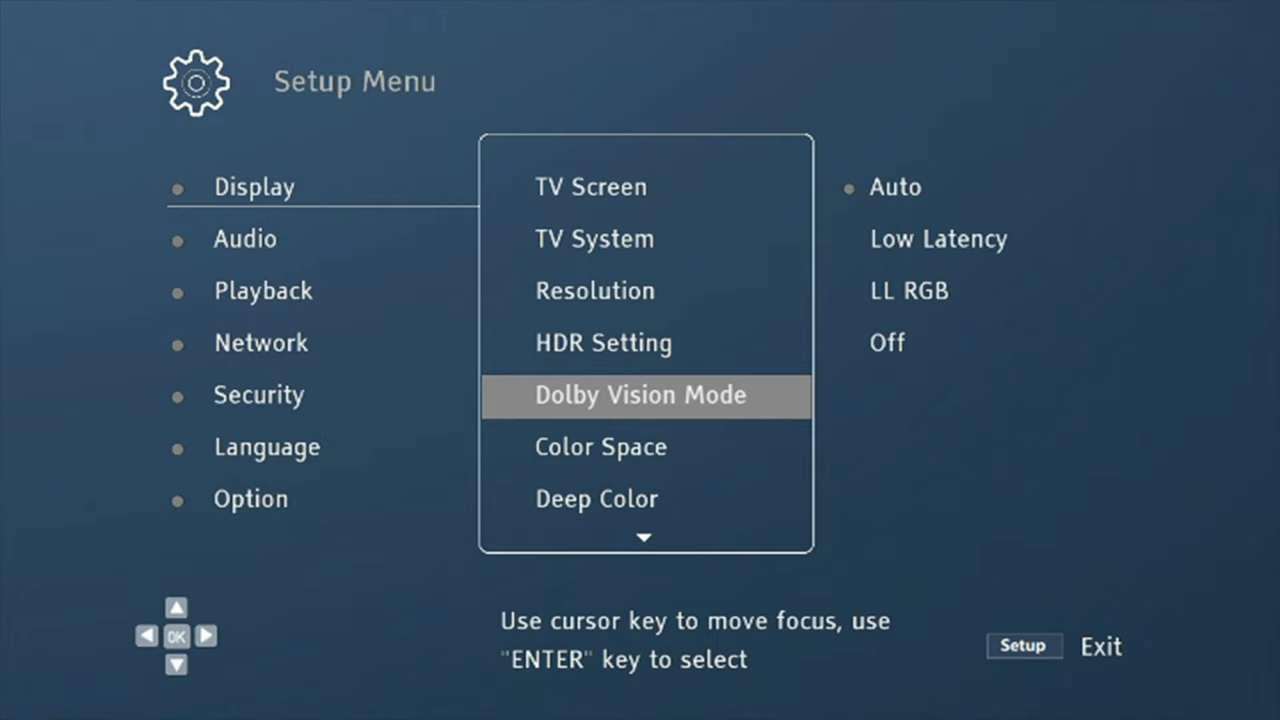 Setup Menu
Display
Audio
Playback
Network
Security
Language
Option
TV Screen
TV System
Resolution
HDR Setting
Dolby Vision Mode
Color Space
Deep Color
Auto
Low Latency
LL RGB
Off
OK
Use cursor key to move focus, use
"ENTER" key to select
Setup Exit